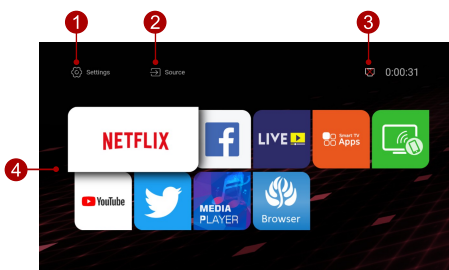 1
2
3
Settings
Source
0:00:31
NETFLIX
f
LIVE
Smart TV
Apps
4
YouTube
MEDIA
PLAYER
Browser